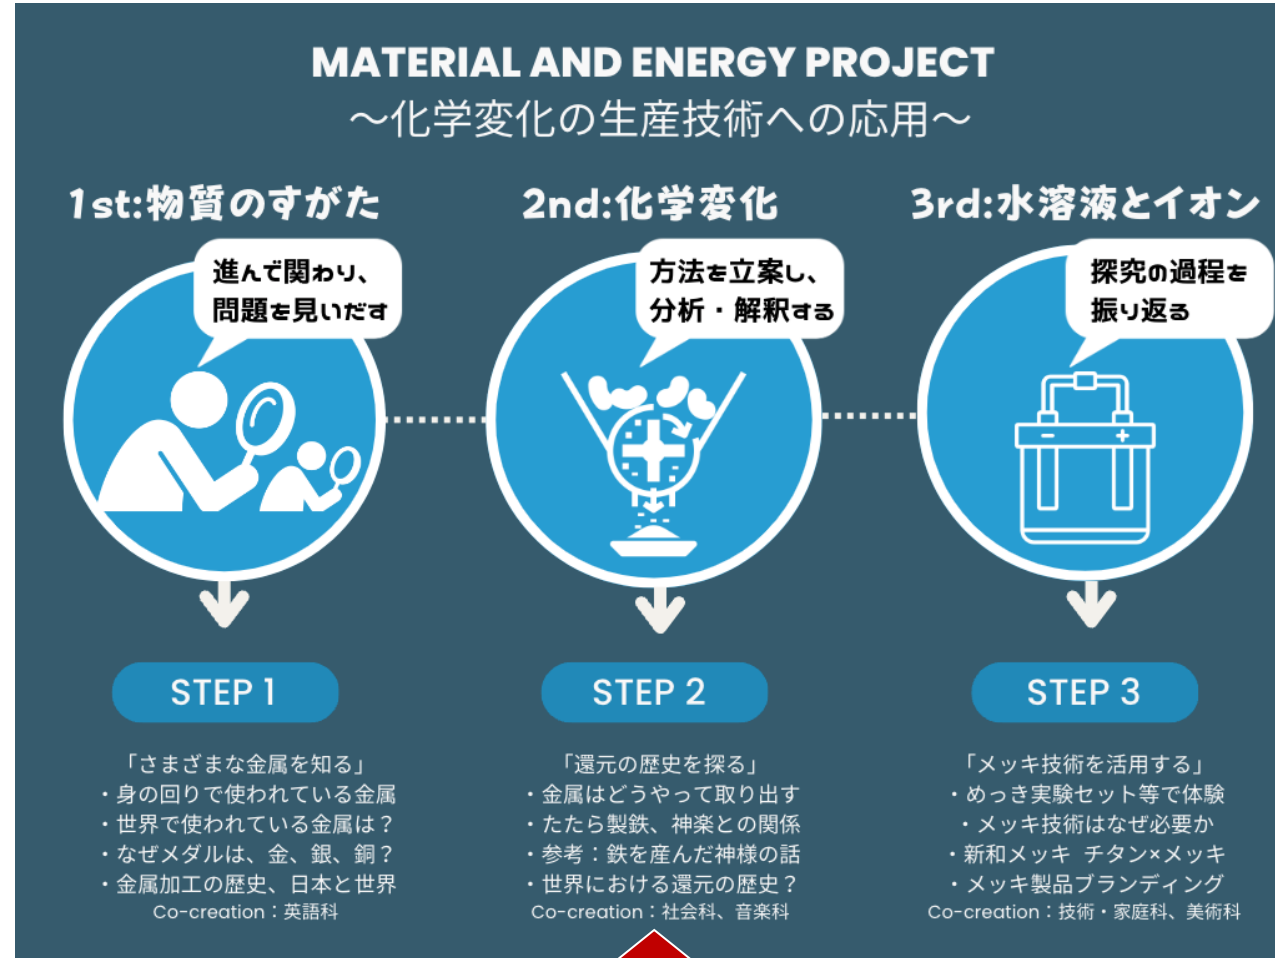 MATERIAL AND ENERGY PROJECT
～化学変化の生産技術への応用～
1st:物質のすがた
進んで関わり、
問題を見いだす
STEP 1
「さまざまな金属を知る」
・身の回りで使われている金属
・世界で使われている金属は？
・なぜメダルは、金、銀、銅？
・金属加工の歴史、日本と世界
Co-creation：英語科
2nd:化学変化
方法を立案し、
分析・解釈する
STEP 2
「還元の歴史を探る」
・金属はどうやって取り出す
・たたら製鉄、神楽との関係
・参考：鉄を産んだ神様の話
・世界における還元の歴史？
Co-creation：社会科、音楽科
3rd:水溶液とイオン
探究の過程を
振り返る
STEP 3
「メッキ技術を活用する」
・めっき実験セット等で体験
・メッキ技術はなぜ必要か
・新和メッキ チタン×メッキ
・メッキ製品ブランディング
Co-creation：技術・家庭科、美術科